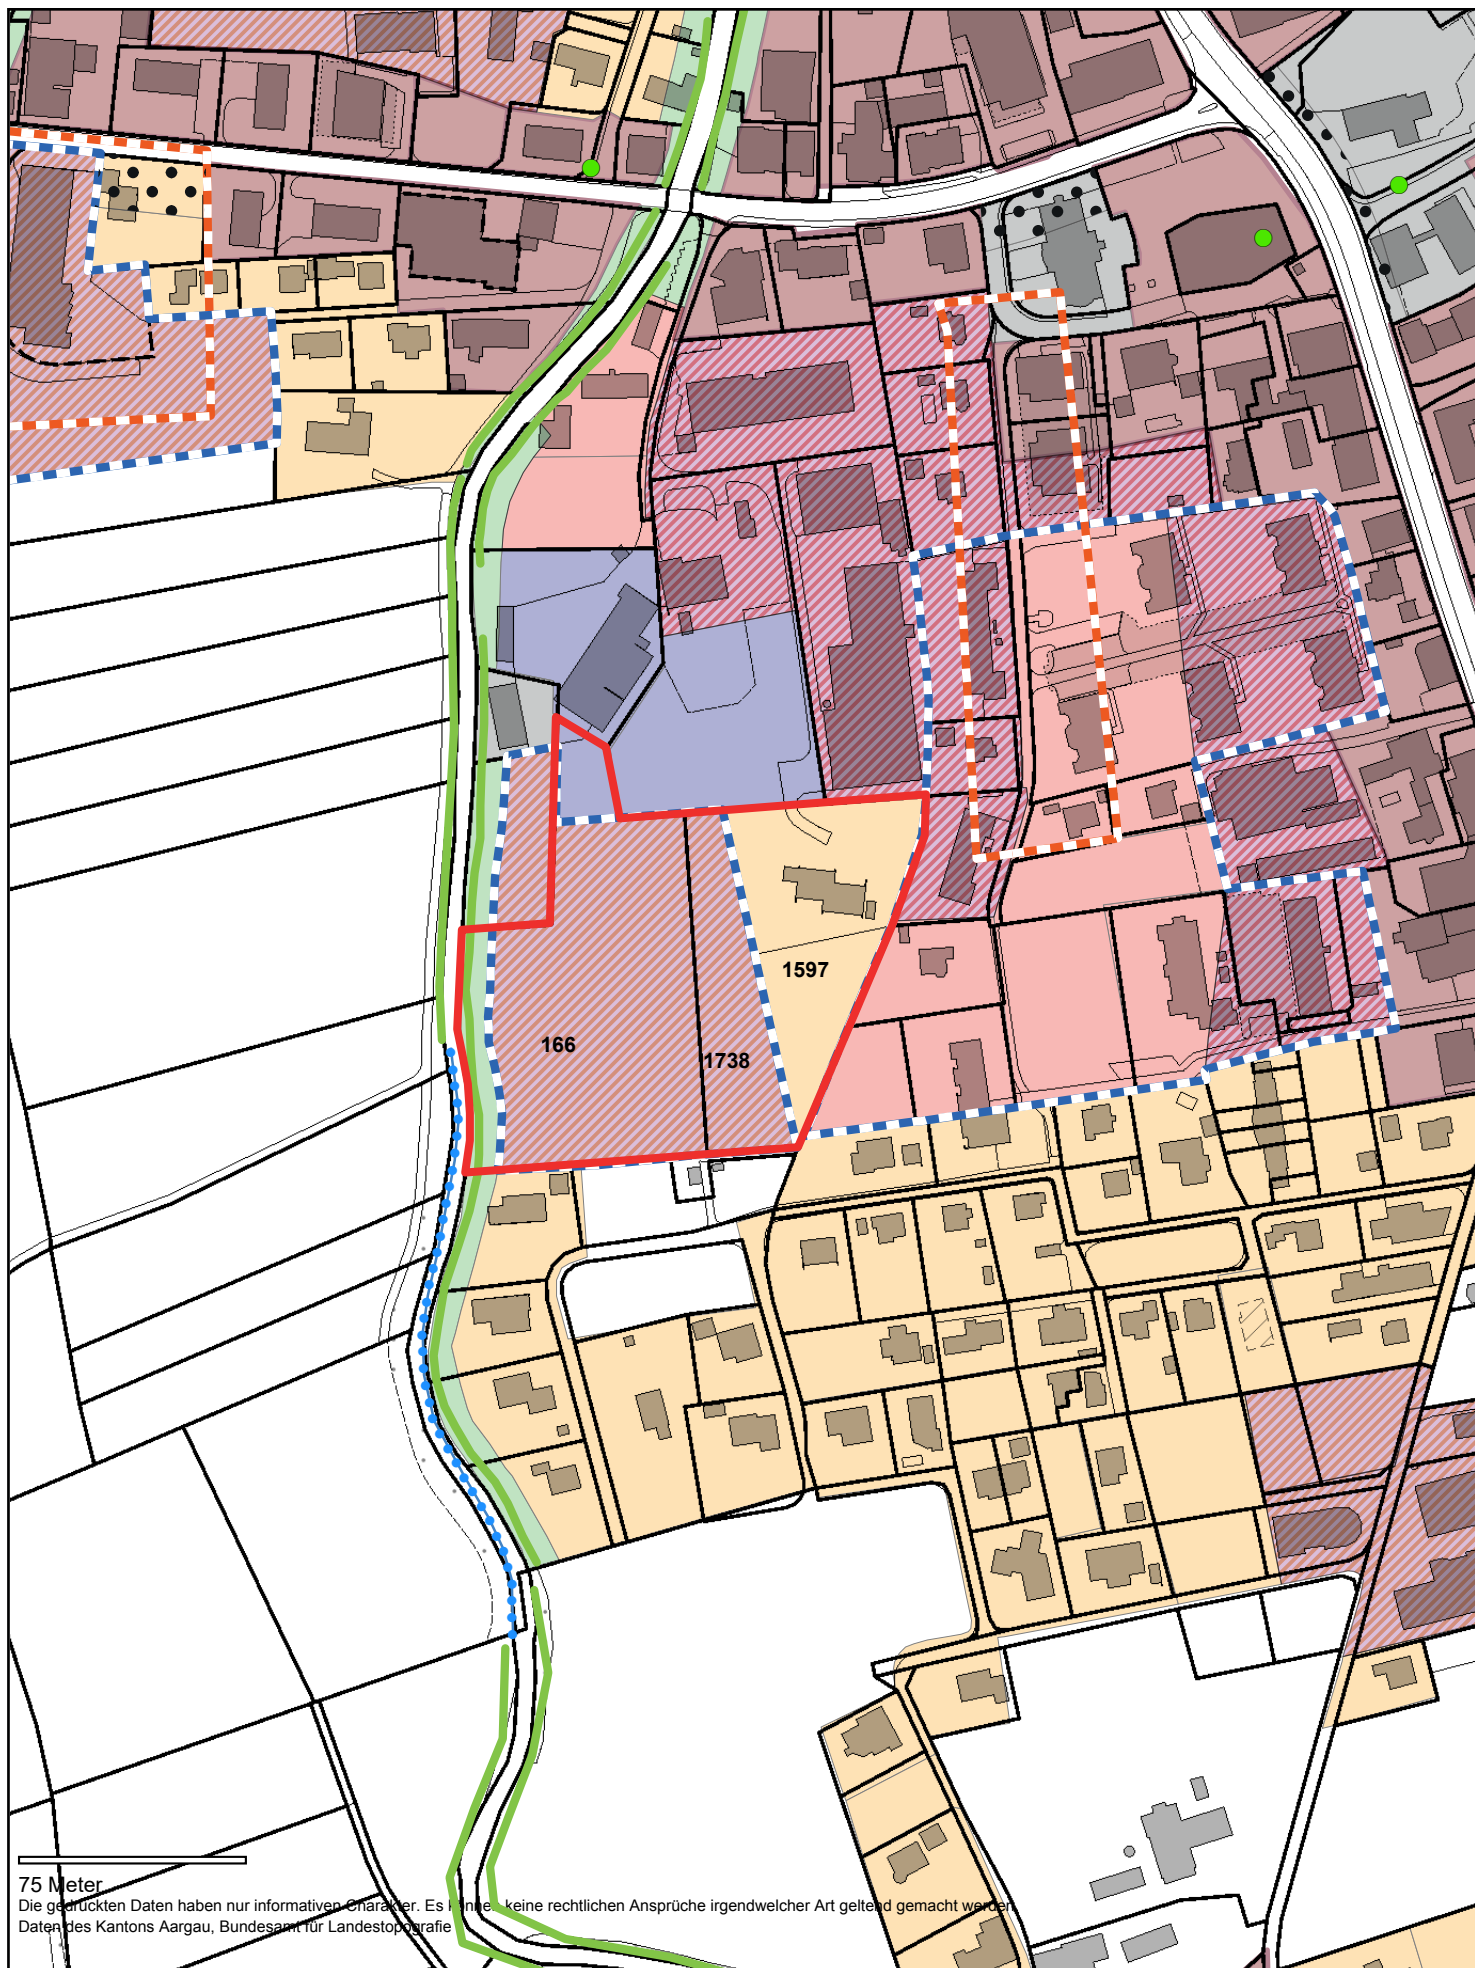 1597
166
1738
75 Meter
Die gedruckten Daten haben nur informativen Charakter. Es können keine rechtlichen Ansprüche irgendwelcher Art geltend gemacht werden.
Daten des Kantons Aargau, Bundesamt für Landestopografie